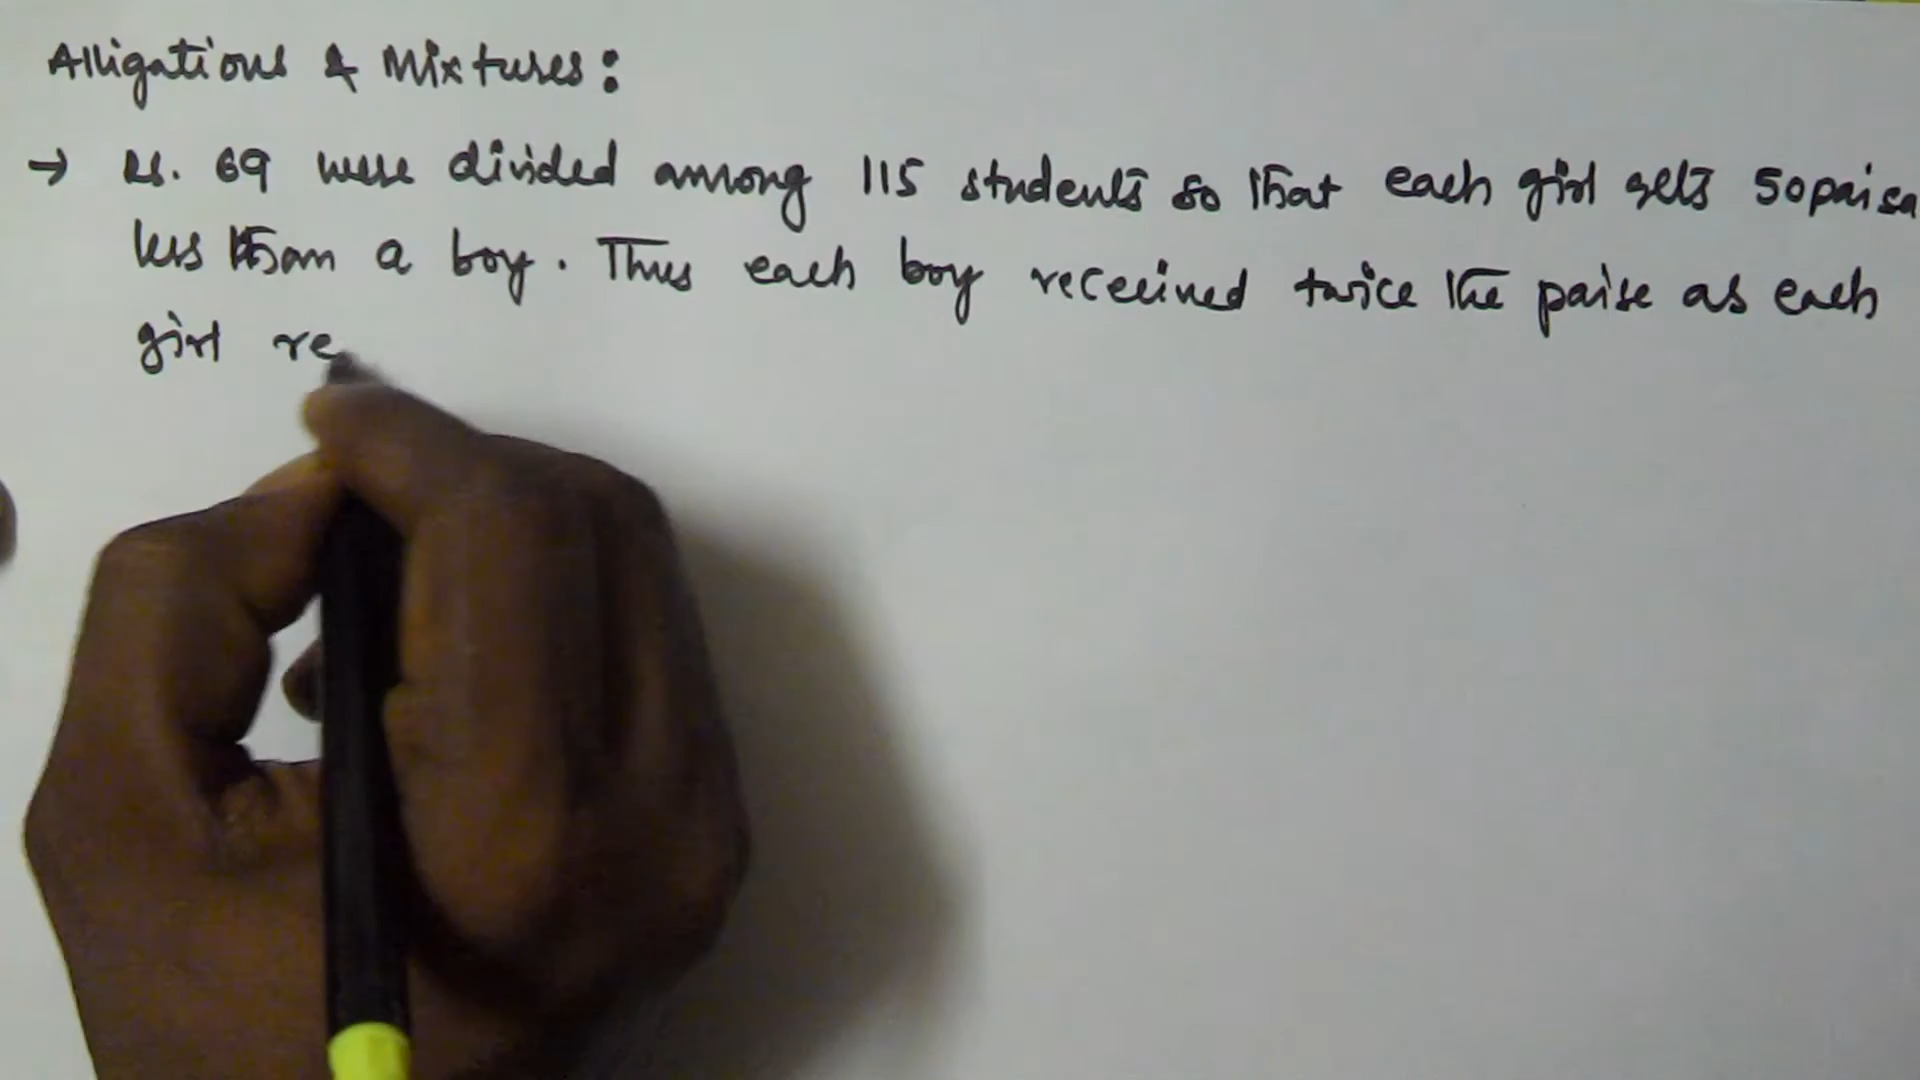 Alligations & Mixtures:
→ Rs. 69 were divided among 115 students so that each girl gets 50paisa
less than a boy. Thus each boy received twice the paise as each
girl re